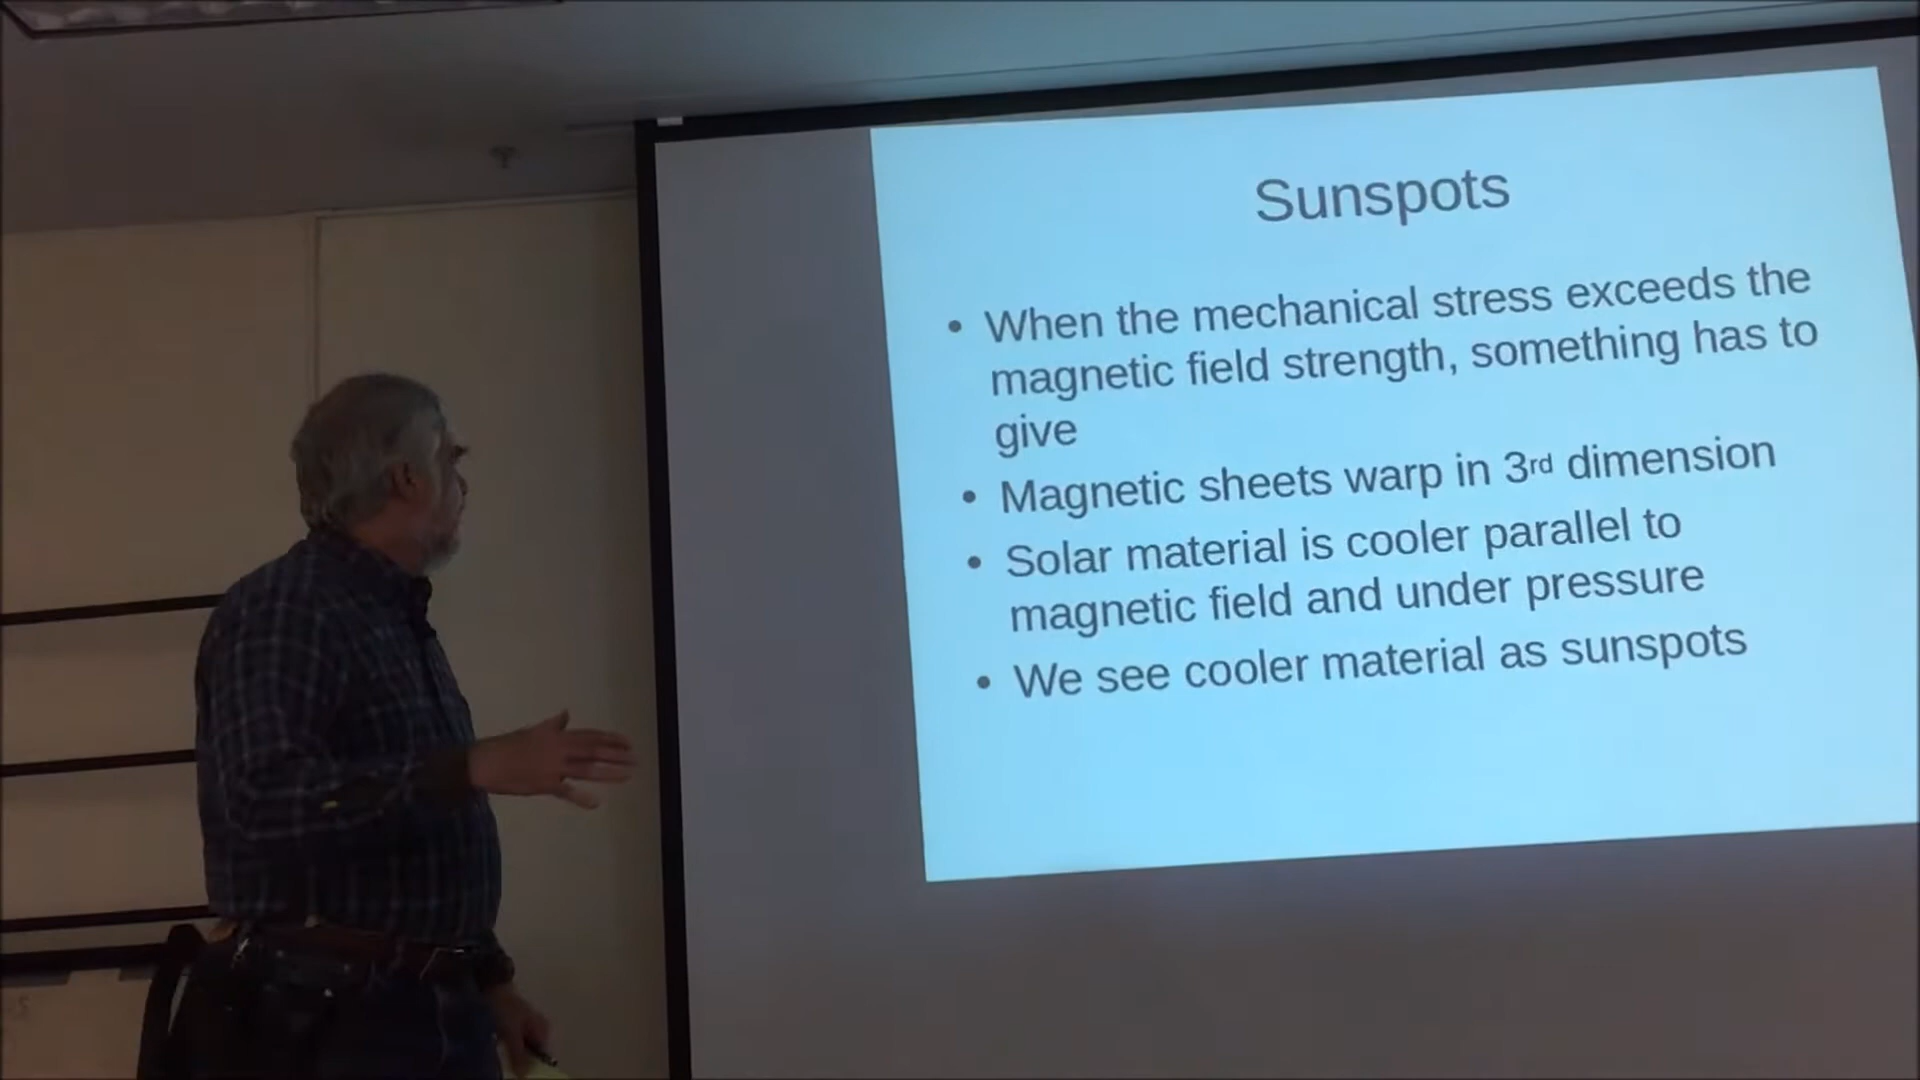 Sunspots
• When the mechanical stress exceeds the
magnetic field strength, something has to
give
• Magnetic sheets warp in 3rd dimension
• Solar material is cooler parallel to
magnetic field and under pressure
• We see cooler material as sunspots